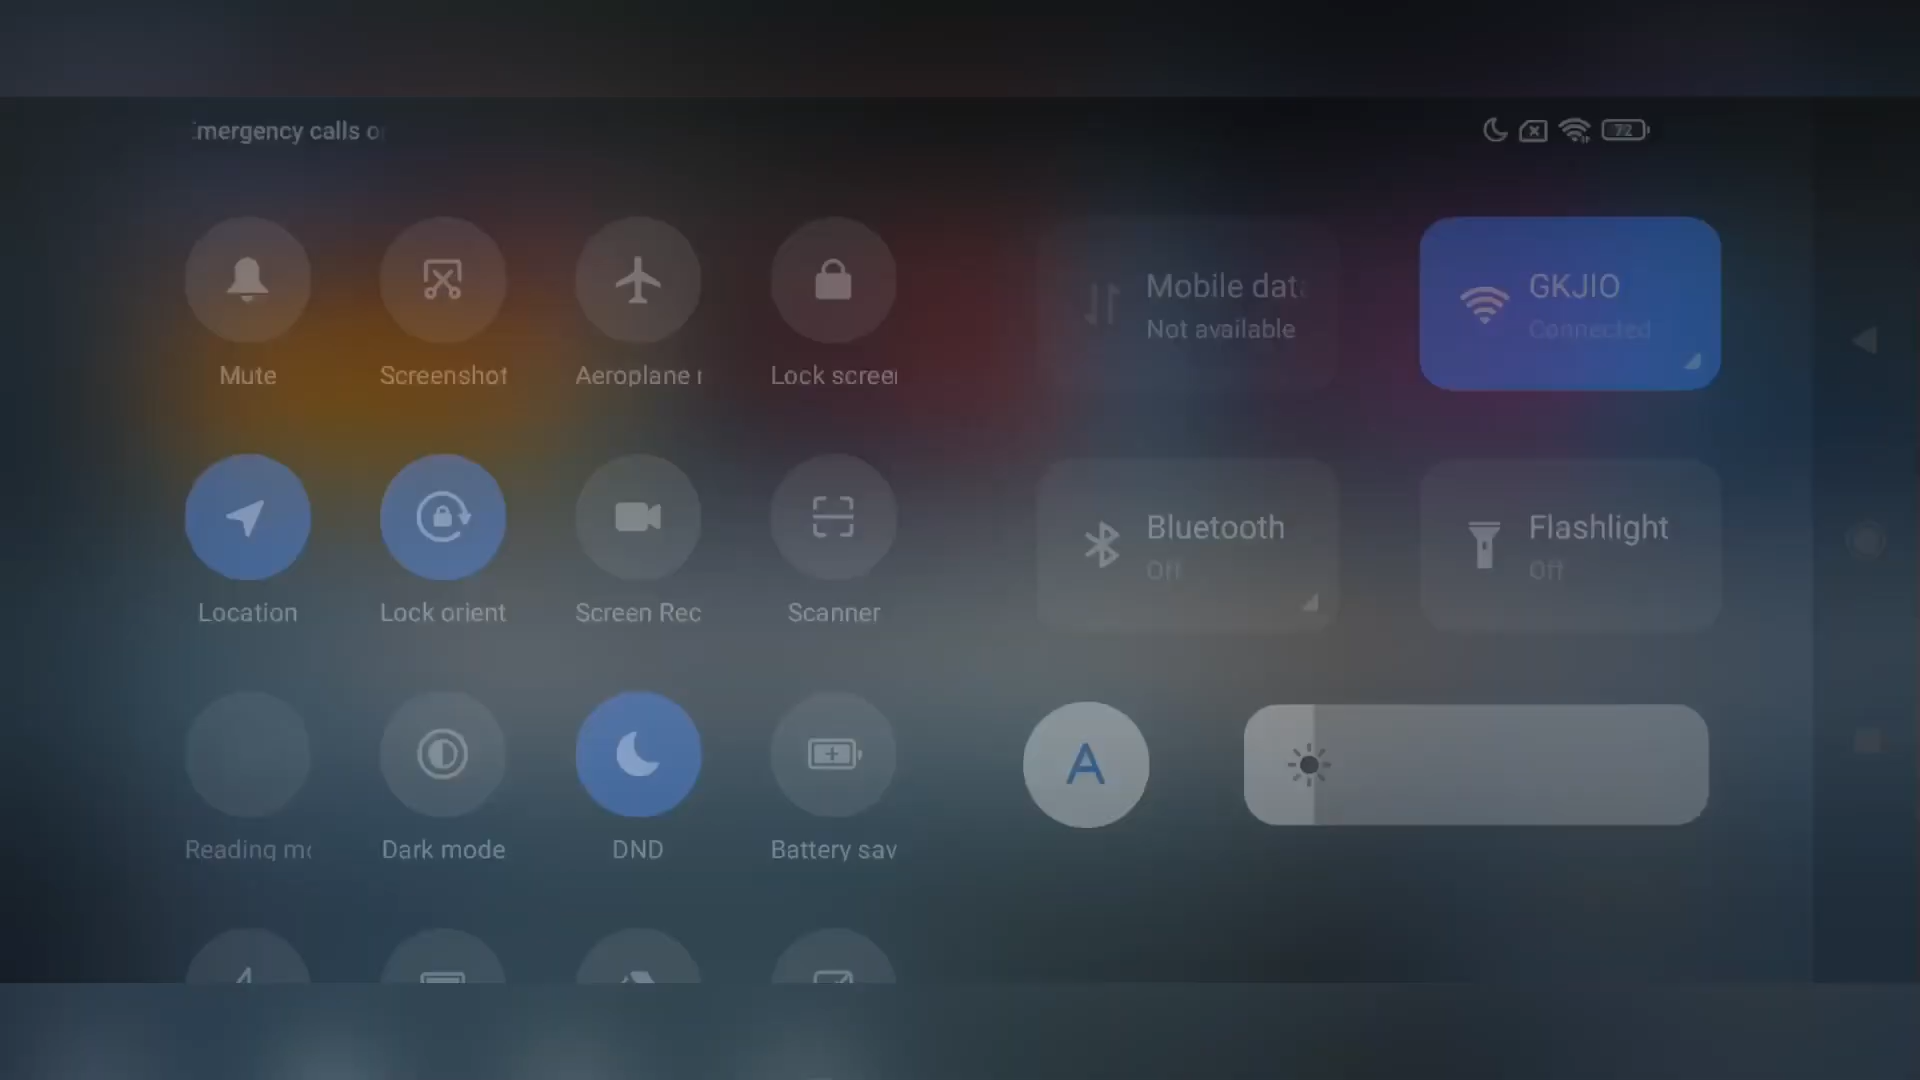 mergency calls o
72
Mute
Screenshot
Aeroplane
Lock scree
Mobile dat
Not available
GKJIO
Connected
Location
Lock orient
Screen Rec
Scanner
Bluetooth
Off
Flashlight
Off
Reading m
Dark mode
DND
Battery sav
A